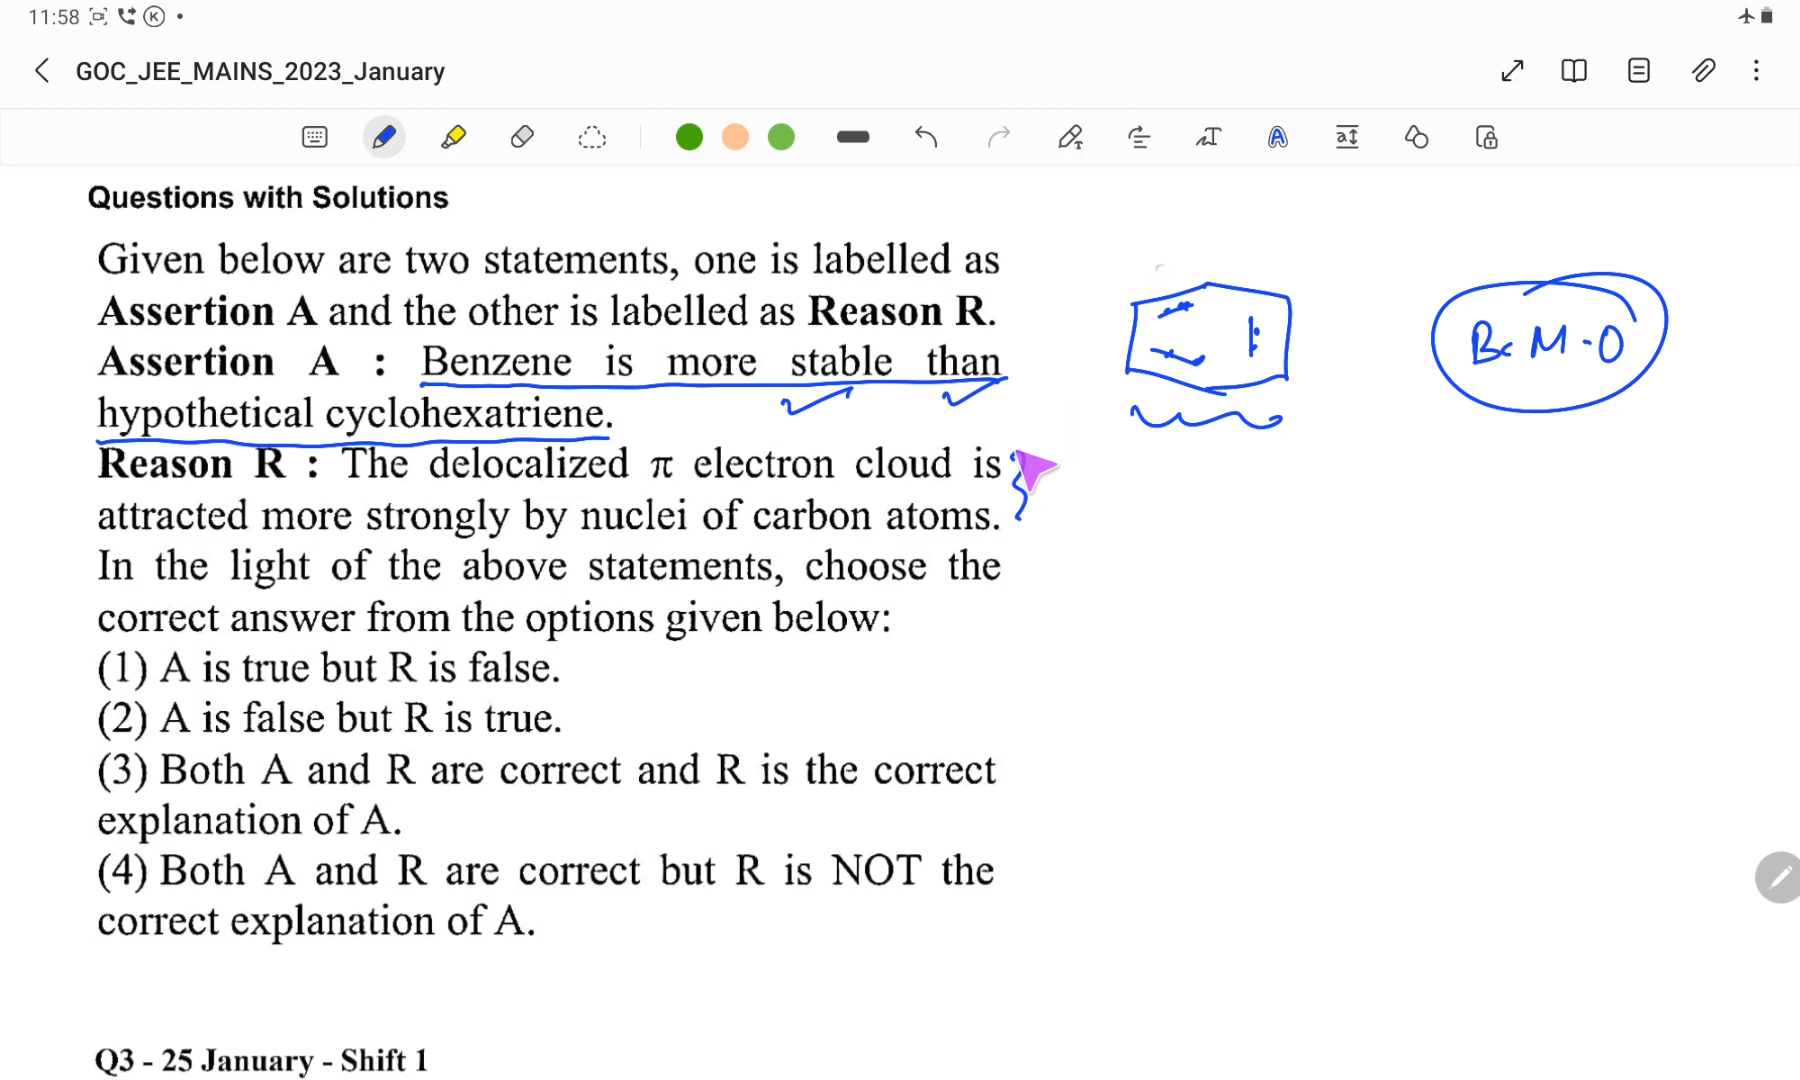 11:58
GOC_JEE_MAINS_2023_January
Questions with Solutions
Given below are two statements, one is labelled as
Assertion A and the other is labelled as Reason R.
Assertion A : Benzene is more stable than
hypothetical cyclohexatriene.
Reason R : The delocalized π electron cloud is
attracted more strongly by nuclei of carbon atoms.
In the light of the above statements, choose the
correct answer from the options given below:
(1) A is true but R is false.
(2) A is false but R is true.
(3) Both A and R are correct and R is the correct
explanation of A.
(4) Both A and R are correct but R is NOT the
correct explanation of A.
M.O
Q3 - 25 January - Shift 1